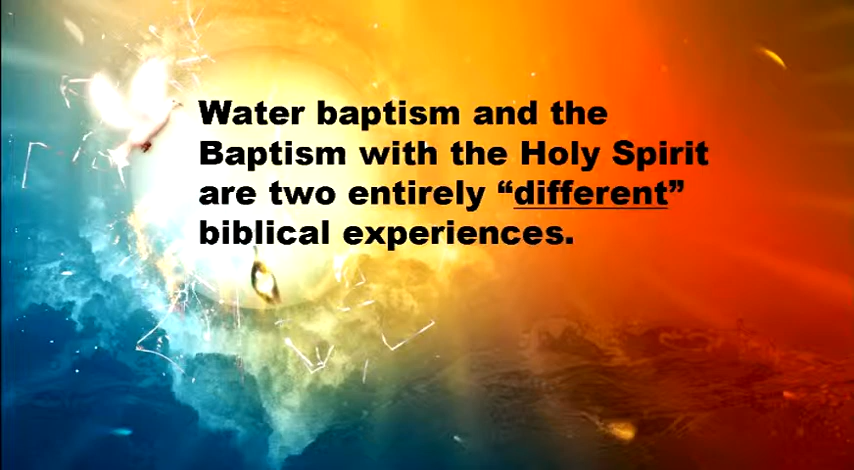 Water baptism and the
Baptism with the Holy Spirit
are two entirely “different”
biblical experiences.